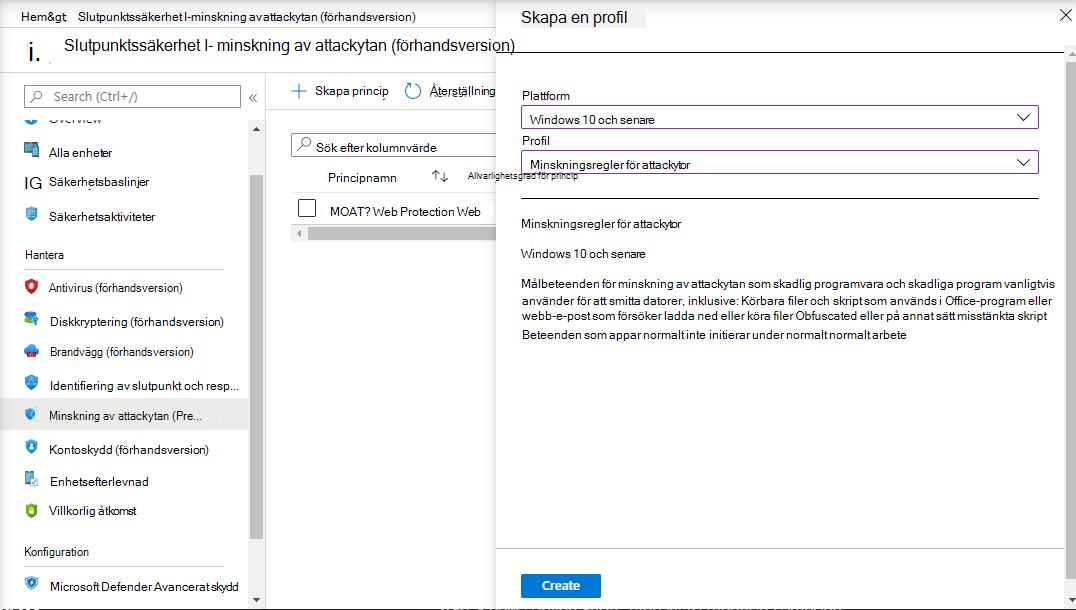 Hem&gt Slutpunktssäkerhet I-minskning av attackytan (förhandsversion)
i. Slutpunktssäkerhet I- minskning av attackytan (förhandsversion)
Search (Ctrl+/)
«
Overview
Alla enheter
IG Säkerhetsbaslinjer
Säkerhetsaktiviteter
Hantera
Antivirus (förhandsversion)
Diskkryptering (förhandsversion)
Brandvägg (förhandsversion)
Identifiering av slutpunkt och resp...
Minskning av attackytan (Pre...
Kontoskydd (förhandsversion)
Enhetsefterlevnad
Villkorlig åtkomst
Konfiguration
Microsoft Defender Avancerat skydd
Skapa princip
Återställning
Sök efter kolumnvärde
Principnamn
Allvarlighetsgrad för princip
MOAT? Web Protection Web
Skapa en profil
Plattform
Windows 10 och senare
Profil
Minskningsregler för attackytor
Minskningsregler för attackytor
Windows 10 och senare
Målbeteenden för minskning av attackytan som skadlig programvara och skadliga program vanligtvis
använder för att smitta datorer, inklusive: Körbara filer och skript som används i Office-program eller
webb-e-post som försöker ladda ned eller köra filer Obfuscated eller på annat sätt misstänkta skript
Beteenden som appar normalt inte initierar under normalt normalt arbete
Create